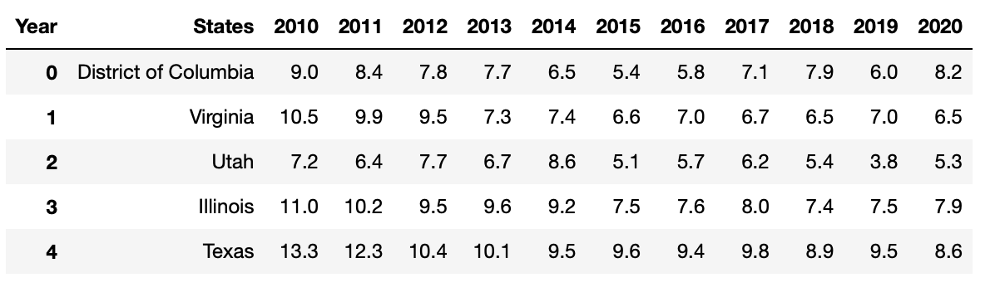 Year States 2010 2011 2012 2013 2014 2015 2016 2017 2018 2019 2020
0 District of Columbia 9.0 8.4 7.8 7.7 6.5 5.4 5.8 7.1 7.9 6.0 8.2
1 Virginia 10.5 9.9 9.5 7.3 7.4 6.6 7.0 6.7 6.5 7.0 6.5
2 Utah 7.2 6.4 7.7 6.7 8.6 5.1 5.7 6.2 5.4 3.8 5.3
3 Illinois 11.0 10.2 9.5 9.6 9.2 7.5 7.6 8.0 7.4 7.5 7.9
4 Texas 13.3 12.3 10.4 10.1 9.5 9.6 9.4 9.8 8.9 9.5 8.6